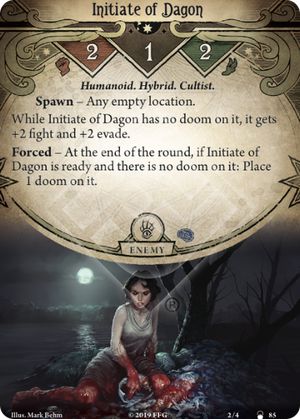 Initiate of Dagon
2
1
2
Humanoid. Hybrid. Cultist.
Spawn – Any empty location.
While Initiate of Dagon has no doom on it, it gets
+2 fight and +2 evade.
Forced – At the end of the round, if Initiate of
Dagon is ready and there is no doom on it: Place
1 doom on it.
ENEMY
Illus. Mark Behm
© 2019 FFG
2/4
85